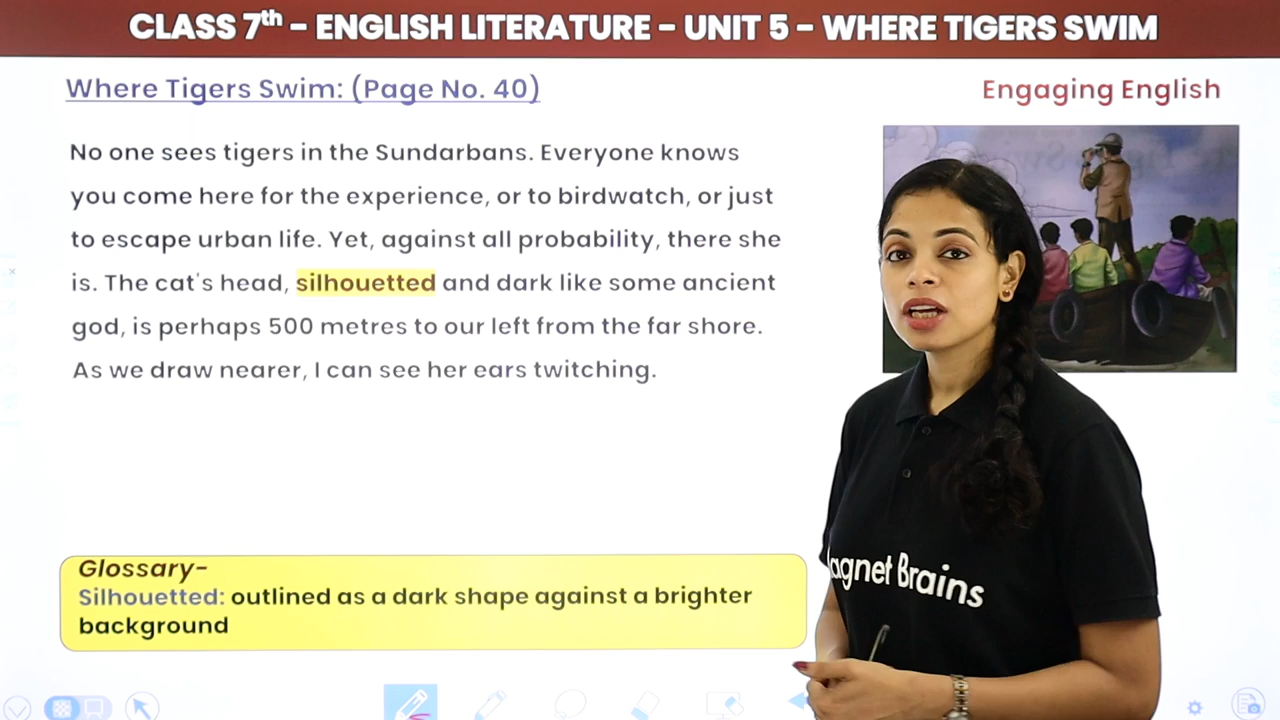 CLASS 7th - ENGLISH LITERATURE - UNIT 5 - WHERE TIGERS SWIM
Where Tigers Swim: (Page No. 40)
Engaging English
No one sees tigers in the Sundarbans. Everyone knows
you come here for the experience, or to birdwatch, or just
to escape urban life. Yet, against all probability, there she
is. The cat's head, silhouetted and dark like some ancient
god, is perhaps 500 metres to our left from the far shore.
As we draw nearer, I can see her ears twitching.
Glossary-
Silhouetted: outlined as a dark shape against a brighter
background
agnet Brains